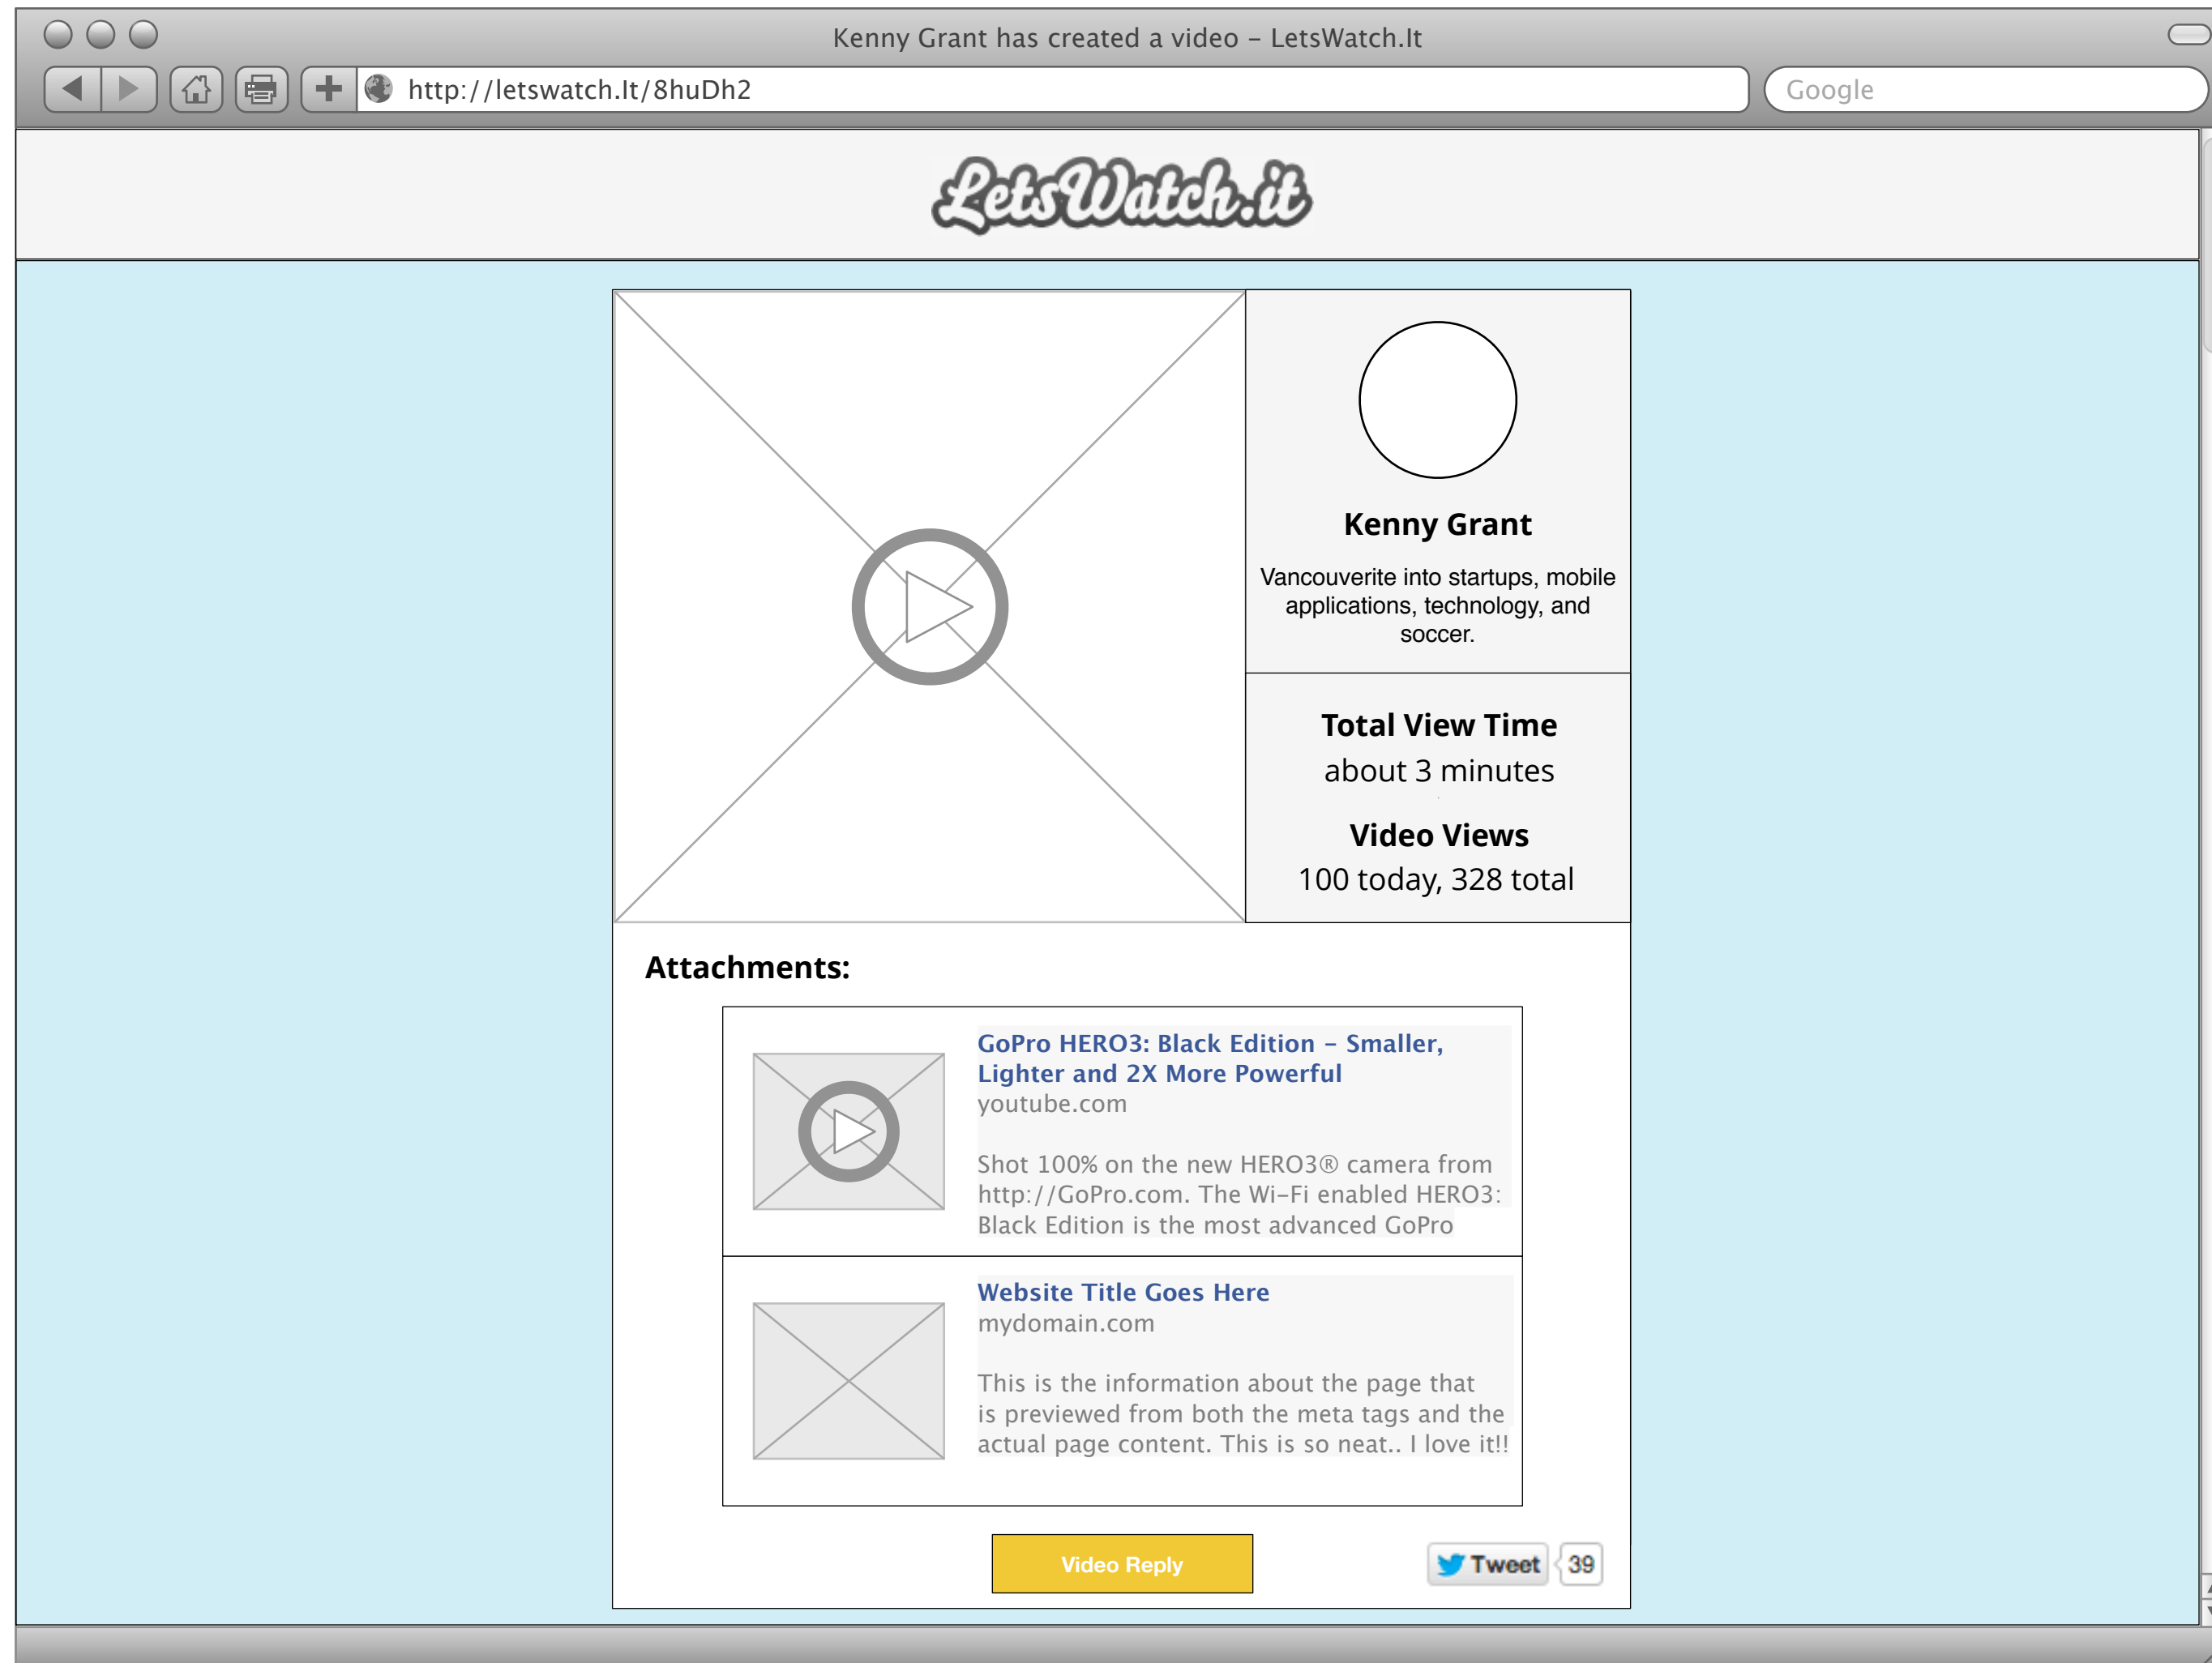 Kenny Grant has created a video – LetsWatch.It
http://letswatch.It/8huDh2
Google
LetsWatch.it
Kenny Grant
Vancouverite into startups, mobile
applications, technology, and
soccer.
Total View Time
about 3 minutes
Video Views
100 today, 328 total
Attachments:
GoPro HERO3: Black Edition – Smaller,
Lighter and 2X More Powerful
youtube.com
Shot 100% on the new HERO3® camera from
http://GoPro.com. The Wi-Fi enabled HERO3:
Black Edition is the most advanced GoPro
Website Title Goes Here
mydomain.com
This is the information about the page that
is previewed from both the meta tags and the
actual page content. This is so neat.. I love it!!
Video Reply
Tweet 39